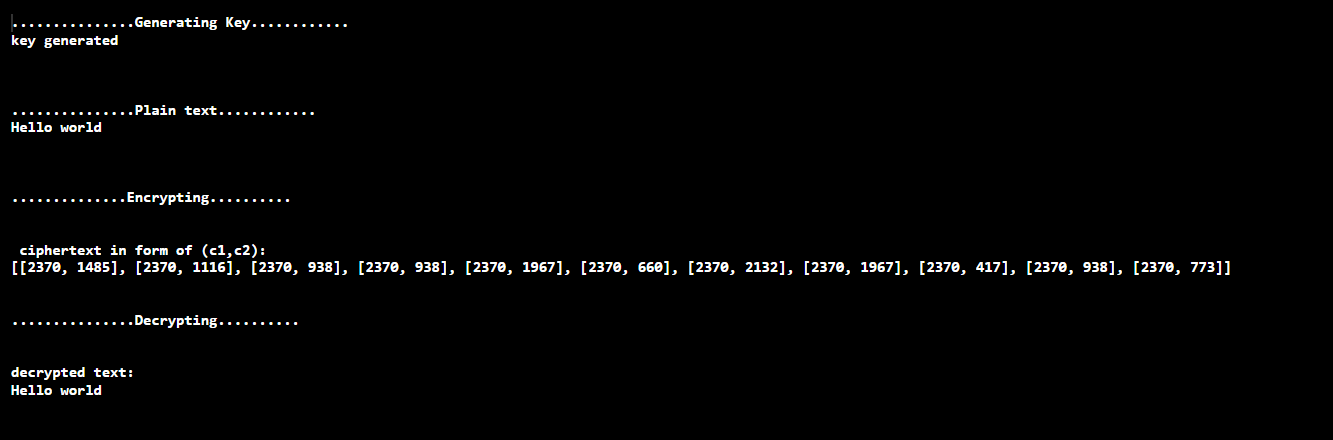 ...............Generating Key............
key generated
...............Plain text............
Hello world
..............Encrypting..........
ciphertext in form of (c1,c2):
[[2370, 1485], [2370, 1116], [2370, 938], [2370, 938], [2370, 1967], [2370, 660], [2370, 2132], [2370, 1967], [2370, 417], [2370, 938], [2370, 773]]
...............Decrypting..........
decrypted text:
Hello world